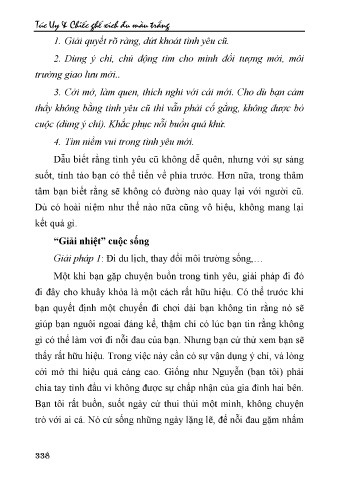 Túc Uy & Chiếc ghế xích đu màu trắng
1. Giải quyết rõ ràng, dứt khoát tình yêu cũ.
2. Dùng ý chí, chủ động tìm cho mình đối tượng mới, môi
trường giao lưu mới..
3. Cởi mở, làm quen, thích nghi với cái mới. Cho dù bạn cảm
thấy không bằng tình yêu cũ thì vẫn phải cố gắng, không được bỏ
cuộc (dùng ý chí). Khắc phục nỗi buồn quá khứ.
4. Tìm niềm vui trong tình yêu mới.
Dẫu biết rằng tình yêu cũ không dễ quên, nhưng với sự sáng
suốt, tỉnh táo bạn có thể tiến về phía trước. Hơn nữa, trong thâm
tâm bạn biết rằng sẽ không có đường nào quay lại với người cũ.
Dù có hoài niệm như thế nào nữa cũng vô hiệu, không mang lại
kết quả gì.
“Giải nhiệt” cuộc sống
Giải pháp 1: Đi du lịch, thay đổi môi trường sống,…
Một khi bạn gặp chuyện buồn trong tình yêu, giải pháp đi đó
đi đây cho khuây khỏa là một cách rất hữu hiệu. Có thể trước khi
bạn quyết định một chuyến đi chơi dài bạn không tin rằng nó sẽ
giúp bạn nguôi ngoai đáng kể, thậm chí có lúc bạn tin rằng không
gì có thể làm vơi đi nỗi đau của bạn. Nhưng bạn cứ thử xem bạn sẽ
thấy rất hữu hiệu. Trong việc này cần có sự vận dụng ý chí, và lòng
cởi mở thì hiệu quả càng cao. Giống như Nguyễn (bạn tôi) phải
chia tay tình đầu vì không được sự chấp nhận của gia đình hai bên.
Bạn tôi rất buồn, suốt ngày cứ thui thủi một mình, không chuyện
trò với ai cả. Nó cứ sống những ngày lặng lẽ, để nỗi đau gặm nhấm
338